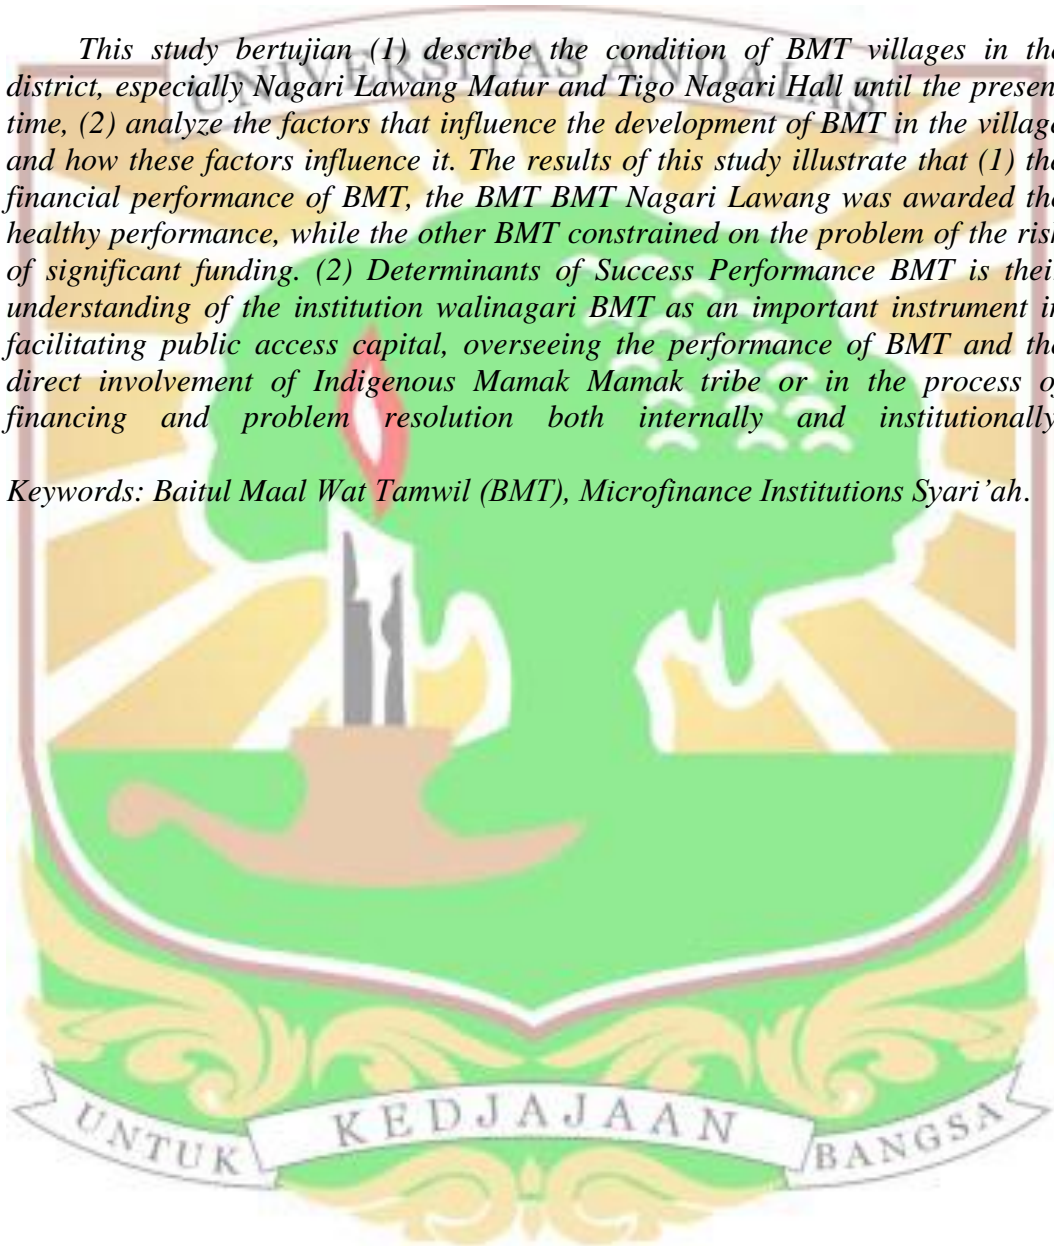 This study bertujian (1) describe the condition of BMT villages in the
UNIVERSITAS ANDALAS
district, especially Nagari Lawang Matur and Tigo Nagari Hall until the present
time, (2) analyze the factors that influence the development of BMT in the village
and how these factors influence it. The results of this study illustrate that (1) the
financial performance of BMT, the BMT BMT Nagari Lawang was awarded the
healthy performance, while the other BMT constrained on the problem of the risk
of significant funding. (2) Determinants of Success Performance BMT is their
understanding of the institution walinagari BMT as an important instrument in
facilitating public access capital, overseeing the performance of BMT and the
direct involvement of Indigenous Mamak Mamak tribe or in the process of
financing and problem resolution both internally and institutionally
Keywords: Baitul Maal Wat Tamwil (BMT), Microfinance Institutions Syari’ah.
UNTUK KEDJAJAAN BANGSA